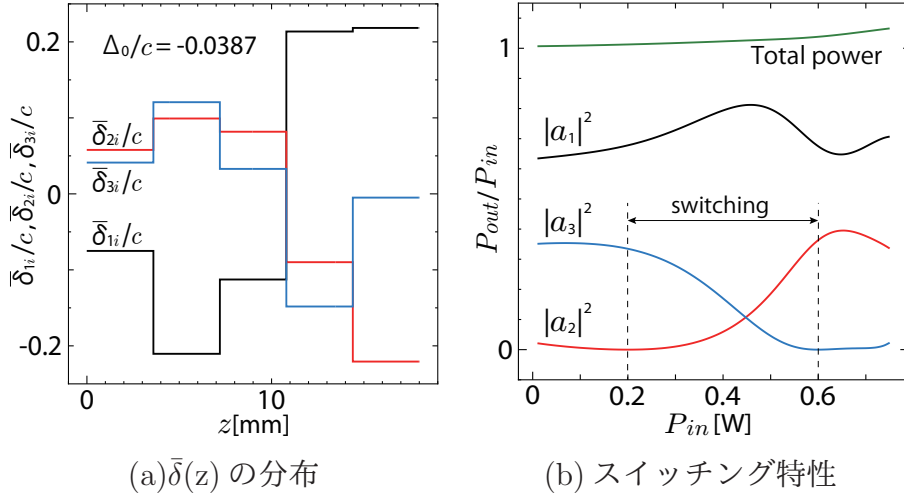 δ̄₁ᵢ/c, δ̄₂ᵢ/c, δ̄₃ᵢ/c
0.2
0
-0.2
Δ₀/c = -0.0387
δ̄₂ᵢ/c
δ̄₃ᵢ/c
δ̄₁ᵢ/c
0
10
z[mm]
(a)δ̄(z) の分布
P_out/P_in
1
0
Total power
|a₁|²
|a₃|²
switching
|a₂|²
0
0.2
0.4
0.6
P_in[W]
(b) スイッチング特性